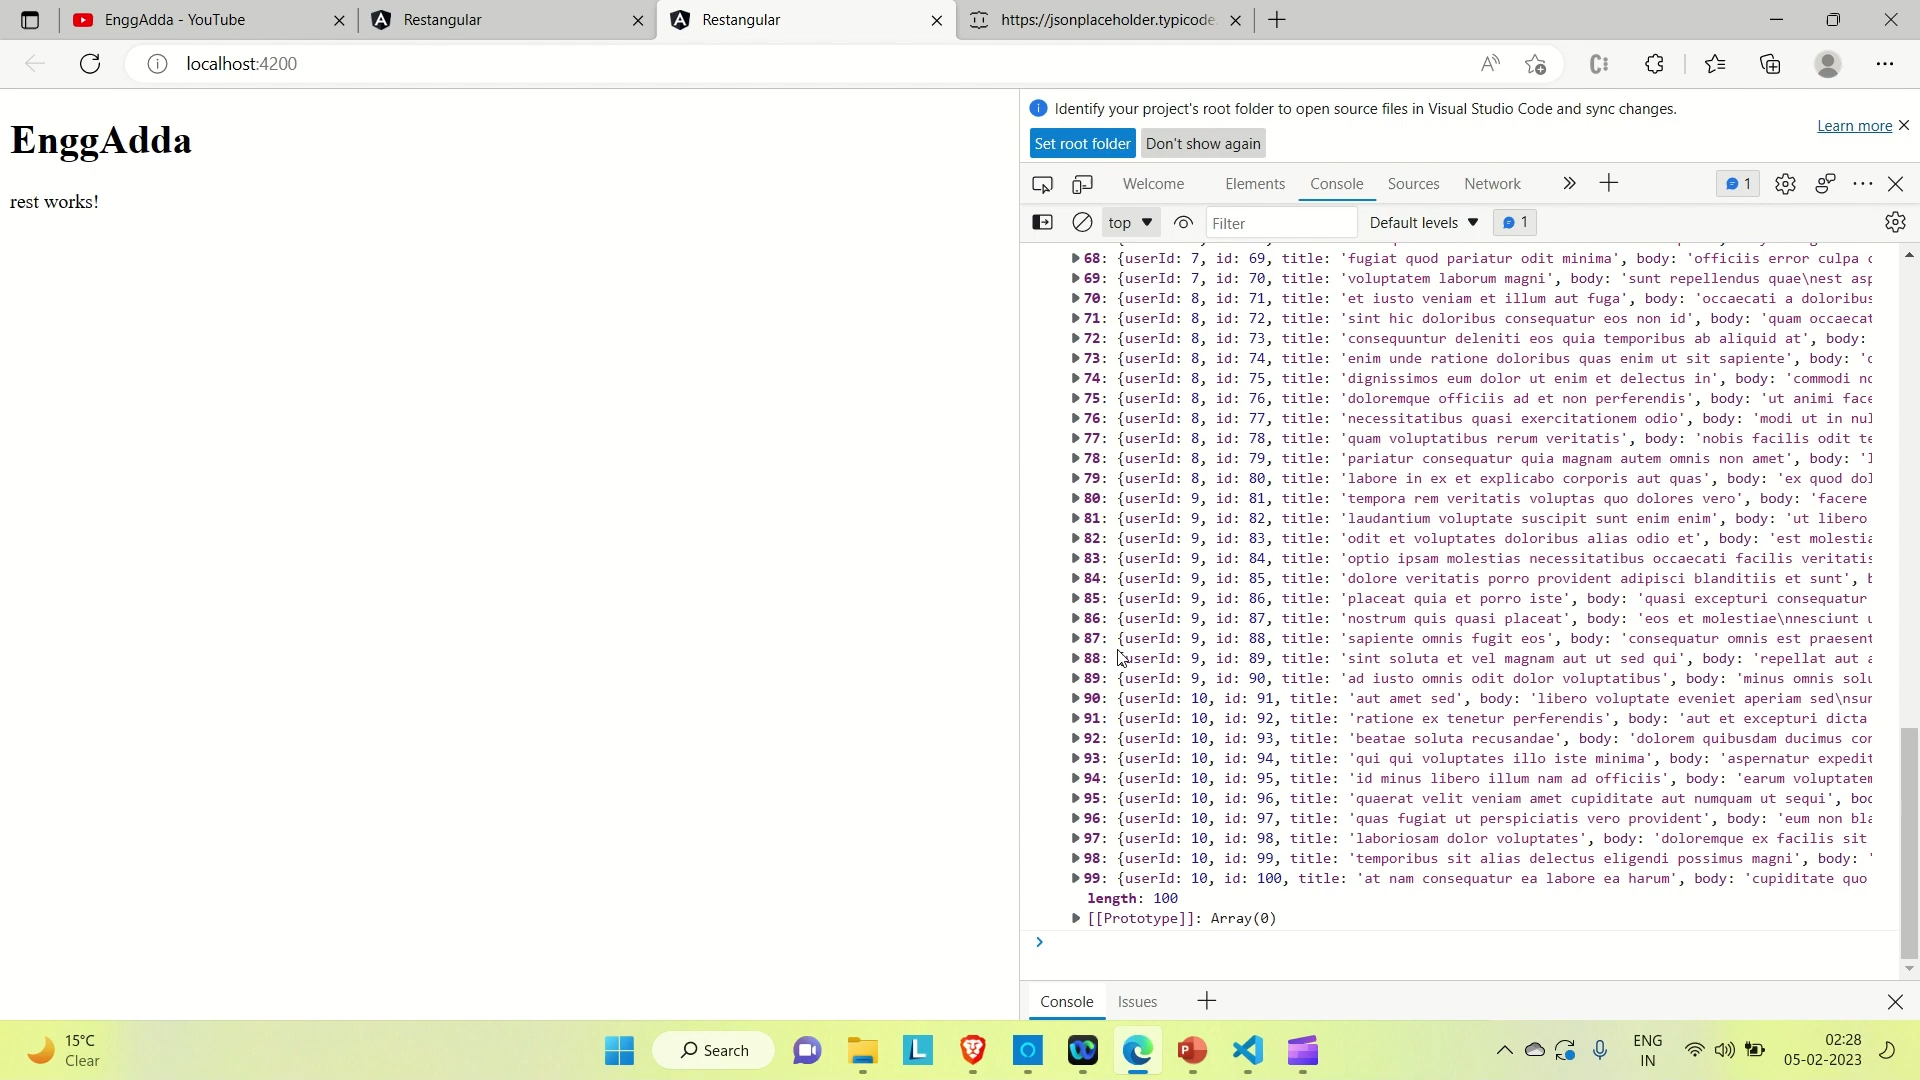 EnggAdda - YouTube
Restangular
Restangular
https://jsonplaceholder.typicode.
localhost:4200
EnggAdda
rest works!
Identify your project's root folder to open source files in Visual Studio Code and sync changes.
Learn more
Set root folder
Don't show again
Welcome
Elements
Console
Sources
Network
1
top
Filter
Default levels
1
68: {userId: 7, id: 69, title: 'fugiat quod pariatur odit minima', body: 'officiis error culpa c
69: {userId: 7, id: 70, title: 'voluptatem laborum magni', body: 'sunt repellendus quae\nest asp
70: {userId: 8, id: 71, title: 'et iusto veniam et illum aut fuga', body: 'occaecati a doloribus
71: {userId: 8, id: 72, title: 'sint hic doloribus consequatur eos non id', body: 'quam occaecat
72: {userId: 8, id: 73, title: 'consequuntur deleniti eos quia temporibus ab aliquid at', body:
73: {userId: 8, id: 74, title: 'enim unde ratione doloribus quas enim ut sit sapiente', body: 'o
74: {userId: 8, id: 75, title: 'dignissimos eum dolor ut enim et delectus in', body: 'commodi no
75: {userId: 8, id: 76, title: 'doloremque officiis ad et non perferendis', body: 'ut animi face
76: {userId: 8, id: 77, title: 'necessitatibus quasi exercitationem odio', body: 'modi ut in nul
77: {userId: 8, id: 78, title: 'quam voluptatibus rerum veritatis', body: 'nobis facilis odit te
78: {userId: 8, id: 79, title: 'pariatur consequatur quia magnam autem omnis non amet', body: 'l
79: {userId: 8, id: 80, title: 'labore in ex et explicabo corporis aut quas', body: 'ex quod dol
80: {userId: 9, id: 81, title: 'tempora rem veritatis voluptas quo dolores vero', body: 'facere
81: {userId: 9, id: 82, title: 'laudantium voluptate suscipit sunt enim enim', body: 'ut libero
82: {userId: 9, id: 83, title: 'odit et voluptates doloribus alias odio et', body: 'est molestia
83: {userId: 9, id: 84, title: 'optio ipsam molestias necessitatibus occaecati facilis veritatis
84: {userId: 9, id: 85, title: 'dolore veritatis porro provident adipisci blanditiis et sunt', b
85: {userId: 9, id: 86, title: 'placeat quia et porro iste', body: 'quasi excepturi consequatur
86: {userId: 9, id: 87, title: 'nostrum quis quasi placeat', body: 'eos et molestiae\nnesciunt u
87: {userId: 9, id: 88, title: 'sapiente omnis fugit eos', body: 'consequatur omnis est praesent
88: {userId: 9, id: 89, title: 'sint soluta et vel magnam aut ut sed qui', body: 'repellat aut a
89: {userId: 9, id: 90, title: 'ad iusto omnis odit dolor voluptatibus', body: 'minus omnis solu
90: {userId: 10, id: 91, title: 'aut amet sed', body: 'libero voluptate eveniet aperiam sed\nsun
91: {userId: 10, id: 92, title: 'ratione ex tenetur perferendis', body: 'aut et excepturi dicta
92: {userId: 10, id: 93, title: 'beatae soluta recusandae', body: 'dolorem quibusdam ducimus con
93: {userId: 10, id: 94, title: 'qui qui voluptates illo iste minima', body: 'aspernatur expedit
94: {userId: 10, id: 95, title: 'id minus libero illum nam ad officiis', body: 'earum voluptatem
95: {userId: 10, id: 96, title: 'quaerat velit veniam amet cupiditate aut numquam ut sequi', bod
96: {userId: 10, id: 97, title: 'quas fugiat ut perspiciatis vero provident', body: 'eum non bla
97: {userId: 10, id: 98, title: 'laboriosam dolor voluptates', body: 'doloremque ex facilis sit
98: {userId: 10, id: 99, title: 'temporibus sit alias delectus eligendi possimus magni', body: '
99: {userId: 10, id: 100, title: 'at nam consequatur ea labore ea harum', body: 'cupiditate quo
length: 100
[[Prototype]]: Array(0)
Console
Issues
15°C
Clear
Search
ENG
IN
02:28
05-02-2023